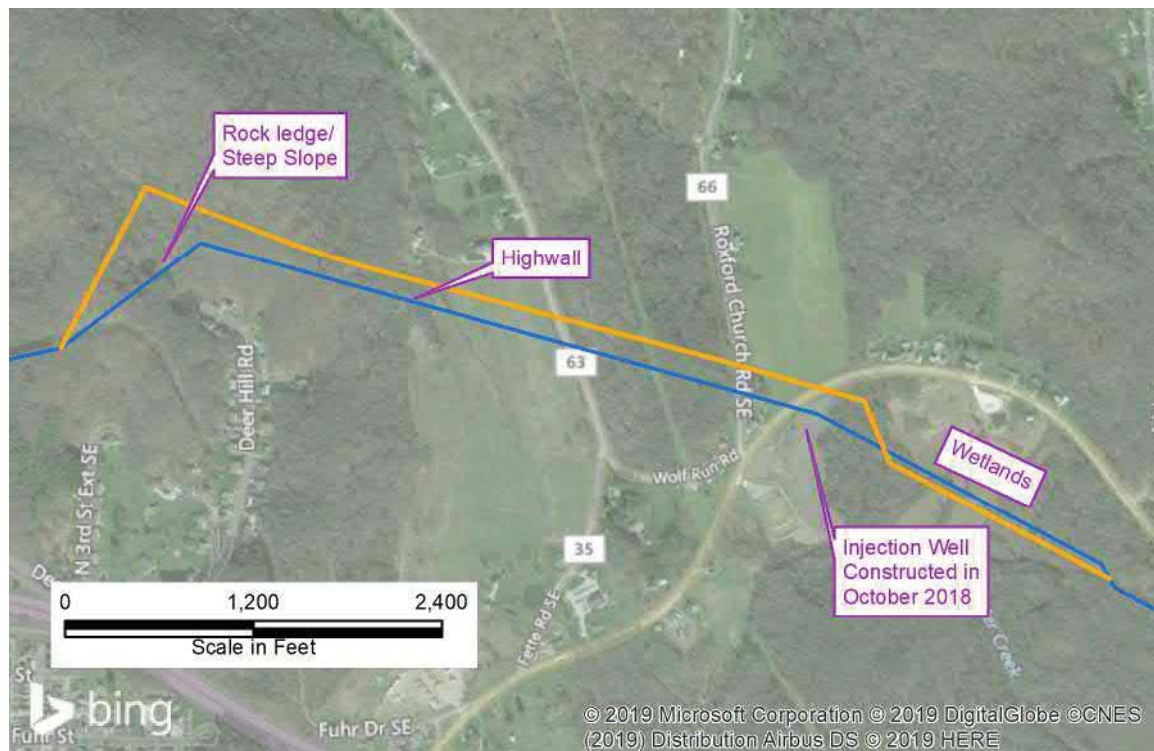 Rock ledge/
Steep Slope
66
Roxford Church Rd SE
Highwall
63
Deer Hill Rd
N 3rd St Ext SE
Wolf Run Rd
Wetlands
35
Injection Well
Constructed in
October 2018
Fette Rd SE
Creek
0 1,200 2,400
Scale in Feet
St
bing
Fuhr St
Fuhr Dr SE
© 2019 Microsoft Corporation © 2019 DigitalGlobe ©CNES
(2019) Distribution Airbus DS © 2019 HERE